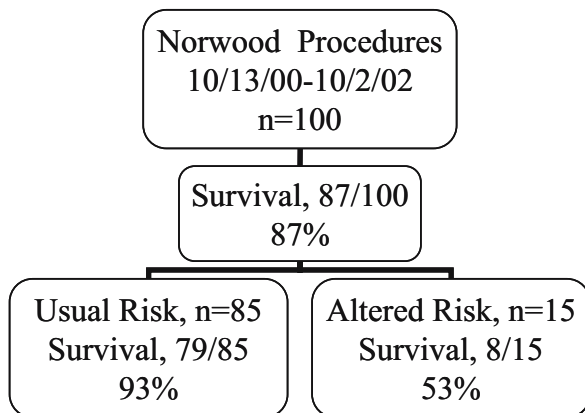 Norwood Procedures
10/13/00-10/2/02
n=100
Survival, 87/100
87%
Usual Risk, n=85
Survival, 79/85
93%
Altered Risk, n=15
Survival, 8/15
53%